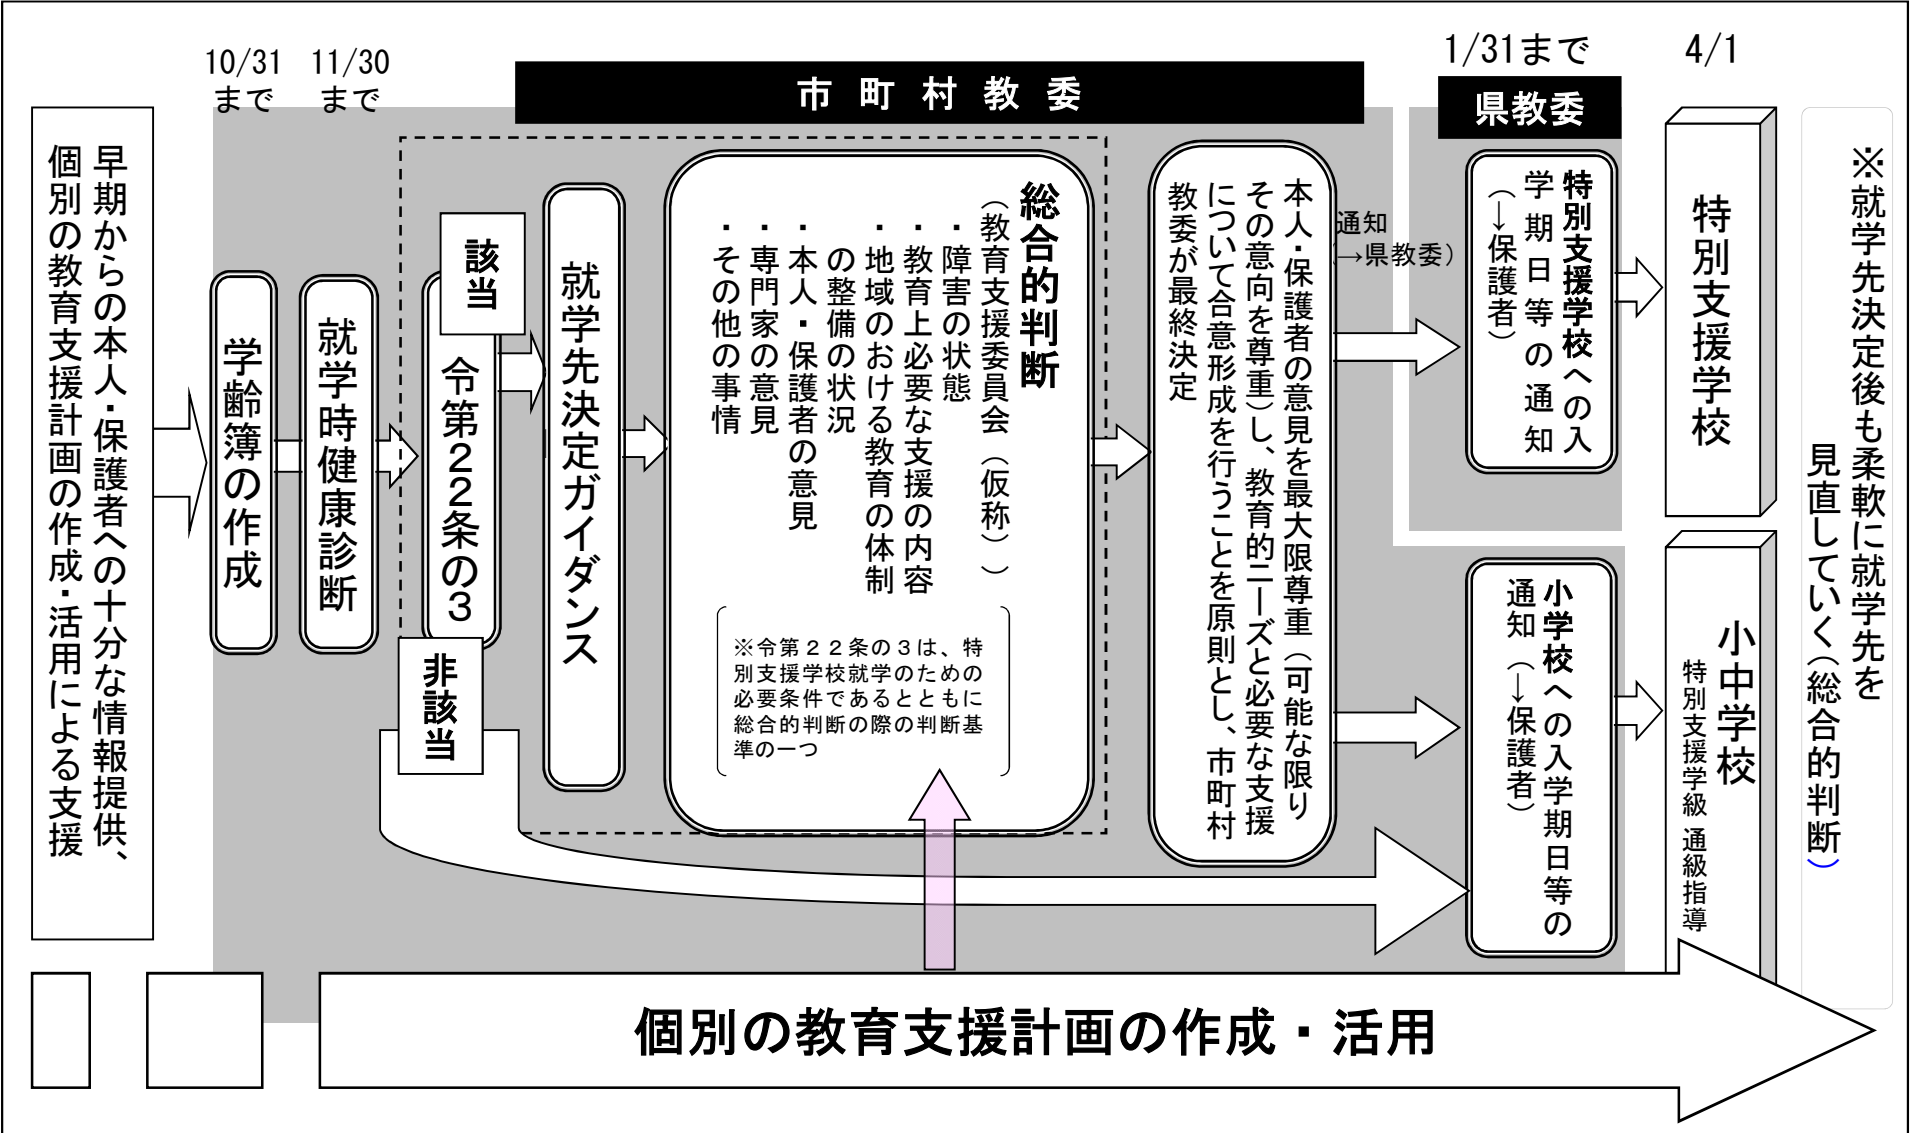 10/31
まで
11/30
まで
市町村教委
1/31まで
県教委
4/1
早期からの本人・保護者への十分な情報提供、
個別の教育支援計画の作成・活用による支援
学齢簿の作成
就学時健康診断
該当
令第２２条の３
非該当
就学先決定ガイダンス
総合的判断
（教育支援委員会（仮称））
・障害の状態
・教育上必要な支援の内容
・地域のおける教育の体制
の整備の状況
・本人・保護者の意見
・専門家の意見
・その他の事情
※令第２２条の３は、特
別支援学校就学のための
必要条件であるとともに
総合的判断の際の判断基
準の一つ
本人・保護者の意見を最大限尊重（可能な限り
その意向を尊重）し、教育的ニーズと必要な支援
について合意形成を行うことを原則とし、市町村
教委が最終決定
通知
→県教委）
特別支援学校への入
学期日等の通知
（→保護者）
小学校への入学期日等の
通知（→保護者）
特別支援学校
小中学校
特別支援学級 通級指導
※就学先決定後も柔軟に就学先を
見直していく（総合的判断）
個別の教育支援計画の作成・活用